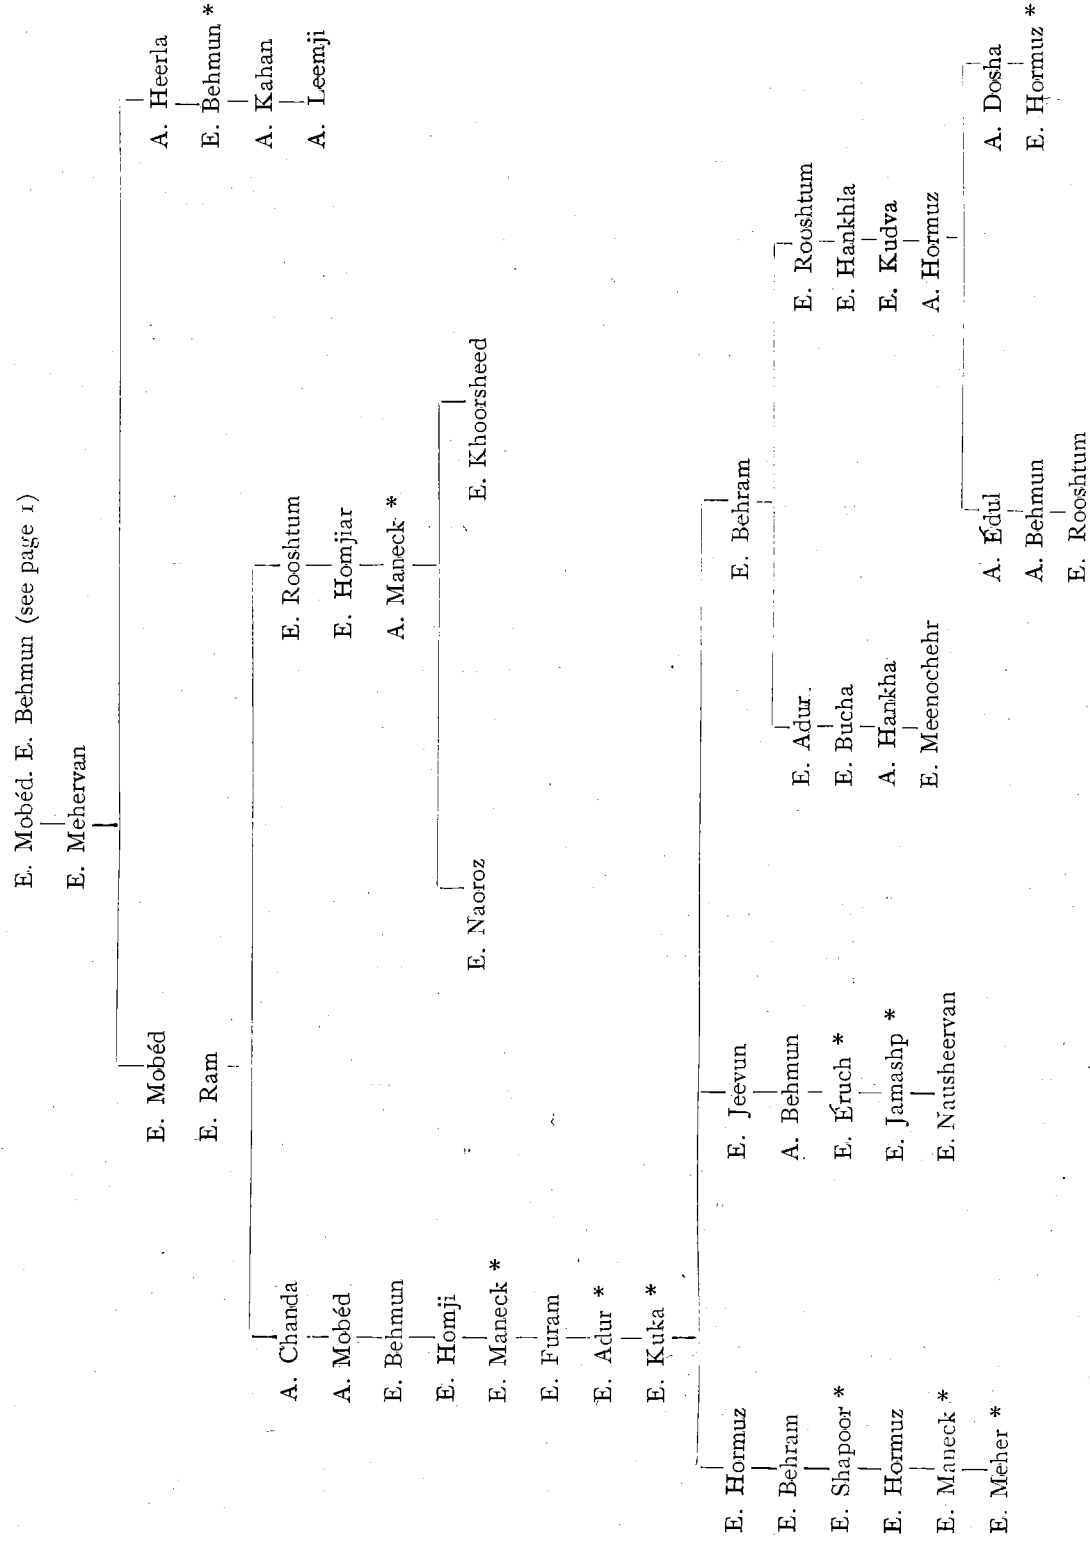 E. Mobéd. E. Behmun (see page 1)
E. Mehervan
E. Mobéd
E. Ram
A. Heerla
E. Behmun *
A. Kahan
A. Leemji
A. Chanda
A. Mobéd
E. Behmun
E. Homji
E. Maneck *
E. Furam
E. Adur *
E. Kuka *
E. Rooshtum
E. Homjiar
A. Maneck *
E. Naoroz
E. Khoorsheed
E. Hormuz
E. Behram
E. Shapoor *
E. Hormuz
E. Maneck *
E. Meher *
E. Jeevun
A. Behmun
E. Éruch *
E. Jamashp *
E. Nausheervan
E. Behram
E. Adur
E. Bucha
A. Hankha
E. Meenochehr
E. Rooshtum
E. Hankhla
E. Kudva
A. Hormuz
A. Édul
A. Behmun
E. Rooshtum
A. Dosha
E. Hormuz *